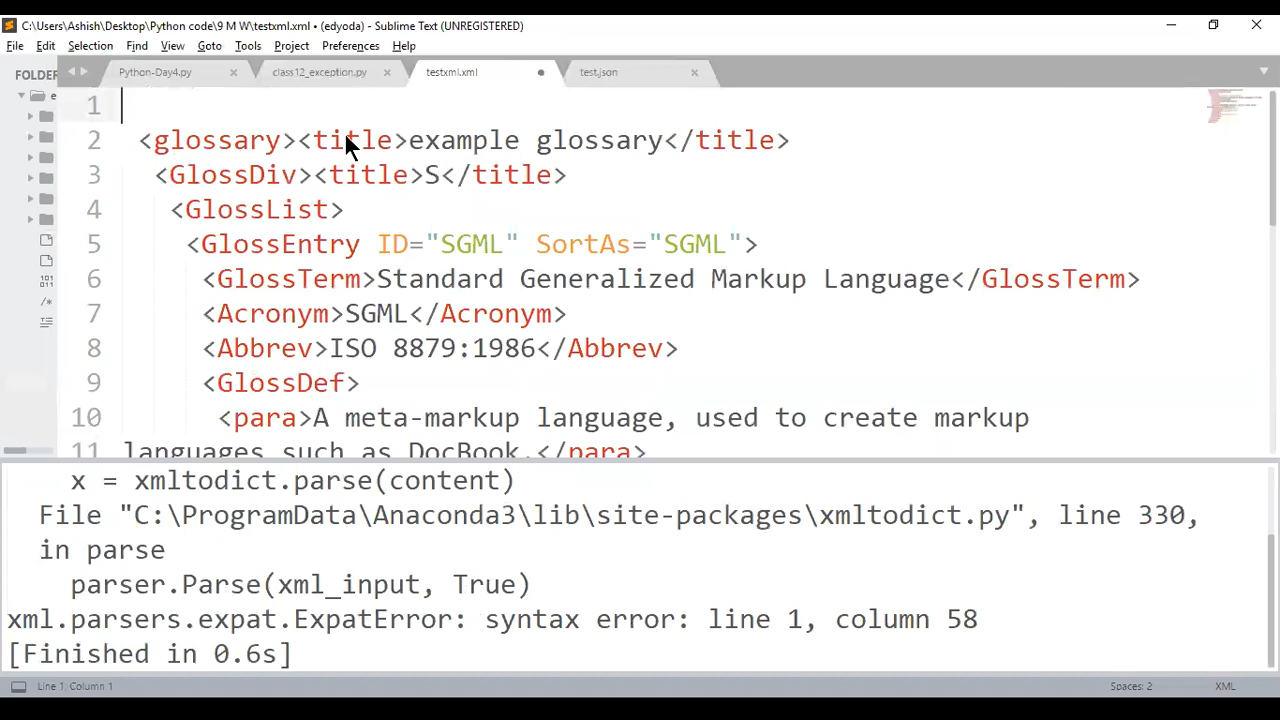 C:\Users\Ashish\Desktop\Python code\9 M W\testxml.xml • (edyoda) - Sublime Text (UNREGISTERED)
File Edit Selection Find View Goto Tools Project Preferences Help
FOLDER Python-Day4.py class12_exception.py testxml.xml test.json
e
1
2 <glossary><title>example glossary</title>
3 <GlossDiv><title>S</title>
4 <GlossList>
5 <GlossEntry ID="SGML" SortAs="SGML">
6 <GlossTerm>Standard Generalized Markup Language</GlossTerm>
7 <Acronym>SGML</Acronym>
8 <Abbrev>ISO 8879:1986</Abbrev>
9 <GlossDef>
10 <para>A meta-markup language, used to create markup
11 languages such as DocBook.</para>
x = xmltodict.parse(content)
File "C:\ProgramData\Anaconda3\lib\site-packages\xmltodict.py", line 330,
in parse
parser.Parse(xml_input, True)
xml.parsers.expat.ExpatError: syntax error: line 1, column 58
[Finished in 0.6s]
Line 1, Column 1 Spaces: 2 XML